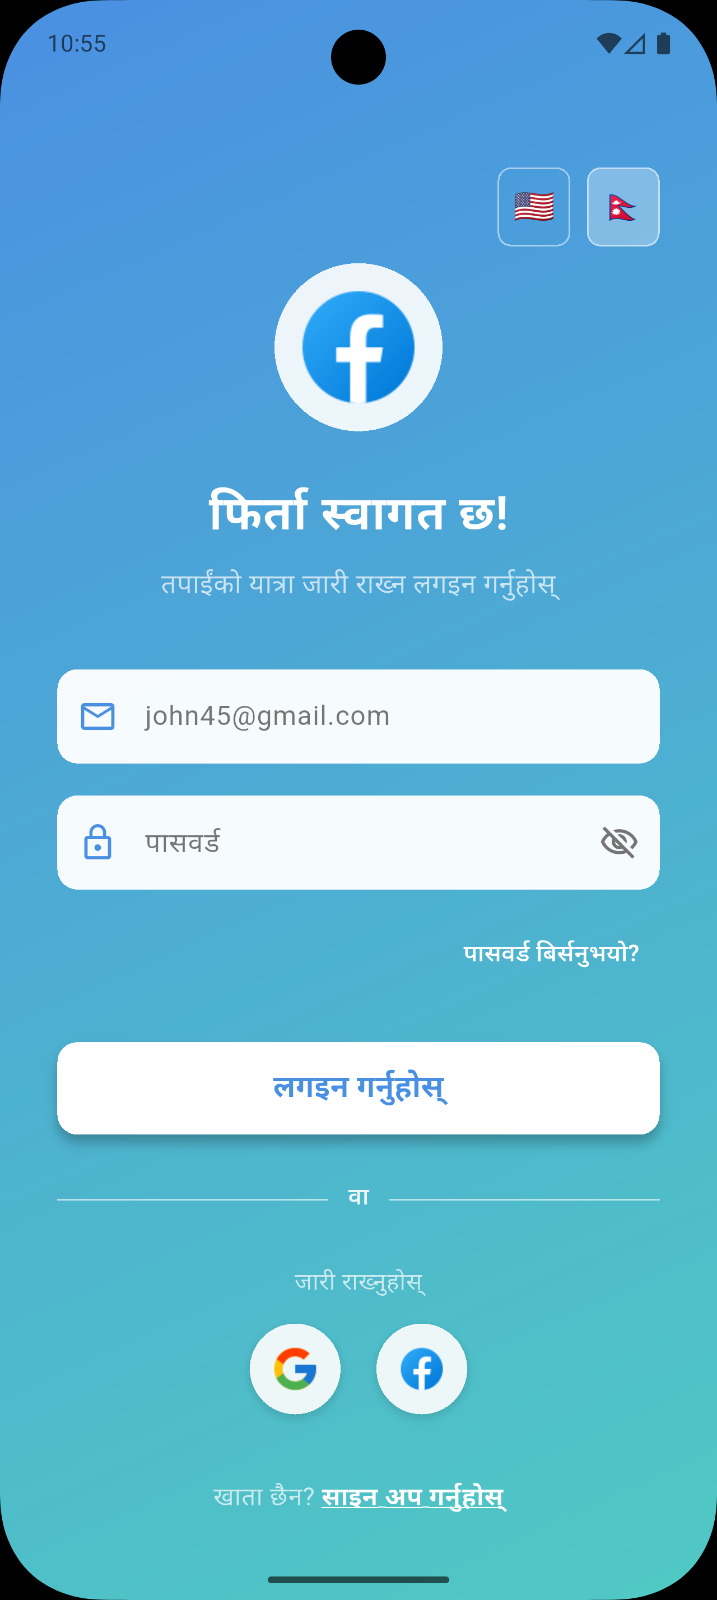 10:55
फिर्ता स्वागत छ!
तपाईंको यात्रा जारी राख्न लगइन गर्नुहोस्
john45@gmail.com
पासवर्ड
पासवर्ड बिर्सनुभयो?
लगइन गर्नुहोस्
वा
जारी राख्नुहोस्
खाता छैन? साइन अप गर्नुहोस्